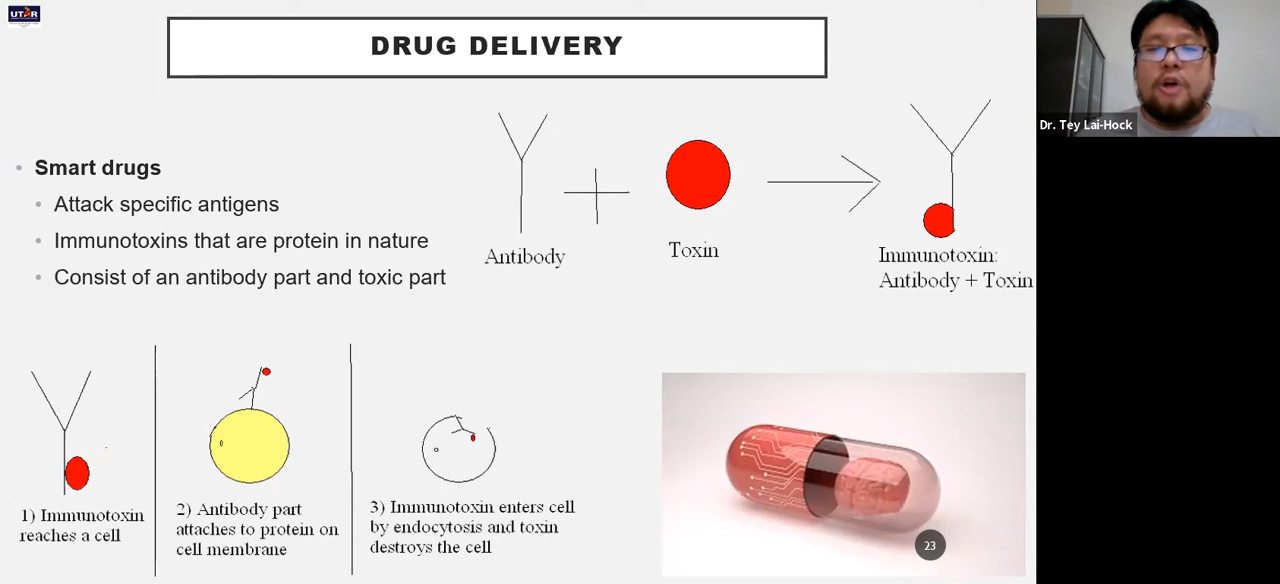 UTAR
DRUG DELIVERY
Dr. Tey Lai-Hock
Smart drugs
Attack specific antigens
Immunotoxins that are protein in nature
Consist of an antibody part and toxic part
Antibody
Toxin
Immunotoxin:
Antibody + Toxin
1) Immunotoxin
reaches a cell
2) Antibody part
attaches to protein on
cell membrane
3) Immunotoxin enters cell
by endocytosis and toxin
destroys the cell
23